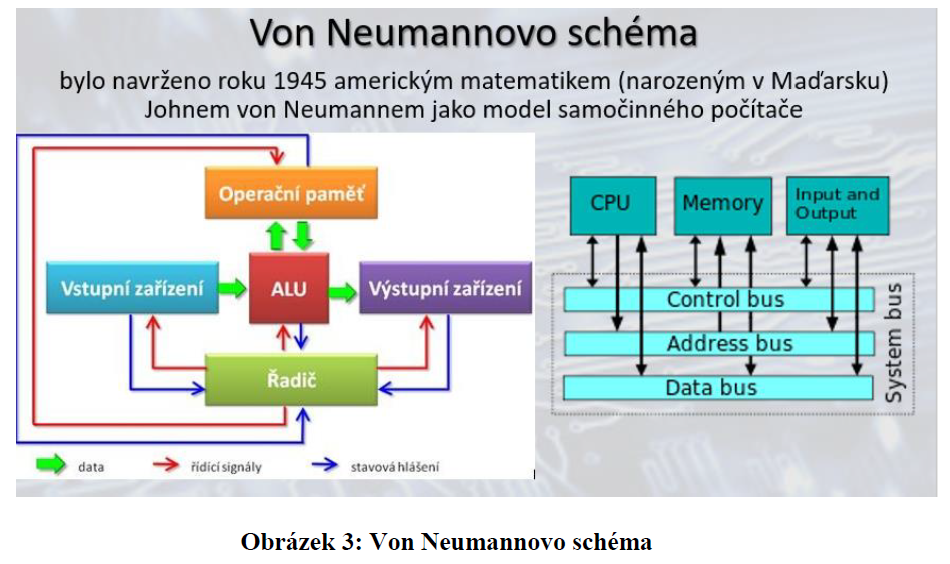 Von Neumannovo schéma
bylo navrženo roku 1945 americkým matematikem (narozeným v Maďarsku)
Johnem von Neumannem jako model samočinného počítače
Operační paměť
Vstupní zařízení
ALU
Výstupní zařízení
Řadič
data
řídící signály
stavová hlášení
CPU
Memory
Input and
Output
Control bus
Address bus
Data bus
System bus
Obrázek 3: Von Neumannovo schéma